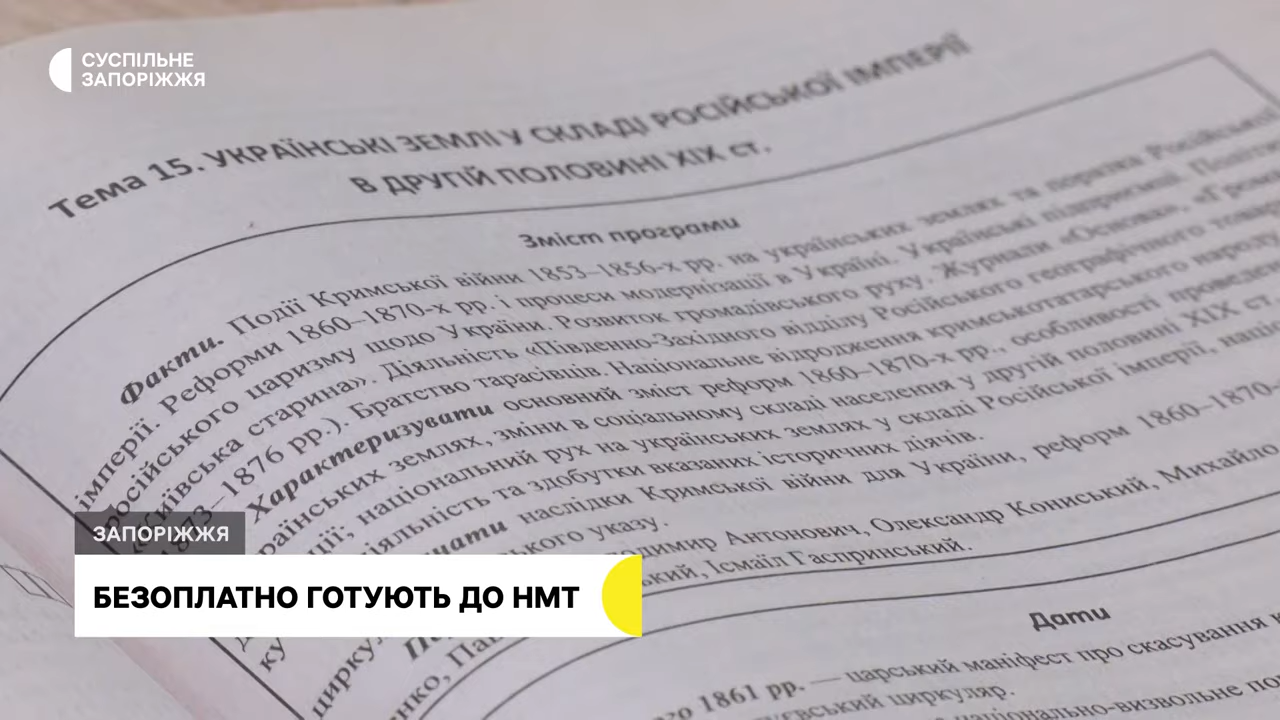 СУСПІЛЬНЕ
ЗАПОРІЖЖЯ
Тема 15. УКРАЇНСЬКІ ЗЕМЛІ У СКЛАДІ РОСІЙСЬКОЇ ІМПЕРІЇ
В ДРУГІЙ ПОЛОВИНІ ХІХ ст.
Зміст програми
Факти. Події Кримської війни 1853–1856-х рр. на українських землях та поразка Російської
імперії. Реформи 1860–1870-х рр. і процеси модернізації в Україні. Українські підприємці
російського царизму щодо України. Розвиток громадівського руху. Журнали «Основа»,
«Київська старина». Діяльність «Південно-Західного відділу Російського географічного
1873–1876 рр.). Братство тарасівців. Національне відродження кримськотатарського народу.
Характеризувати основний зміст реформ 1860–1870-х рр., особливості проведення
українських землях, зміни в соціальному складі населення у другій половині ХІХ ст.
національний рух на українських землях у складі Російської імперії,
діяльність та здобутки вказаних історичних діячів.
наслідки Кримської війни для України, реформ 1860–1870-
указу.
Володимир Антонович, Олександр Кониський, Михайло
Ісмаїл Гаспринський.
Дати
1861 рр. — царський маніфест про скасування
циркуляр.
національно-визвольне
ЗАПОРІЖЖЯ
БЕЗОПЛАТНО ГОТУЮТЬ ДО НМТ